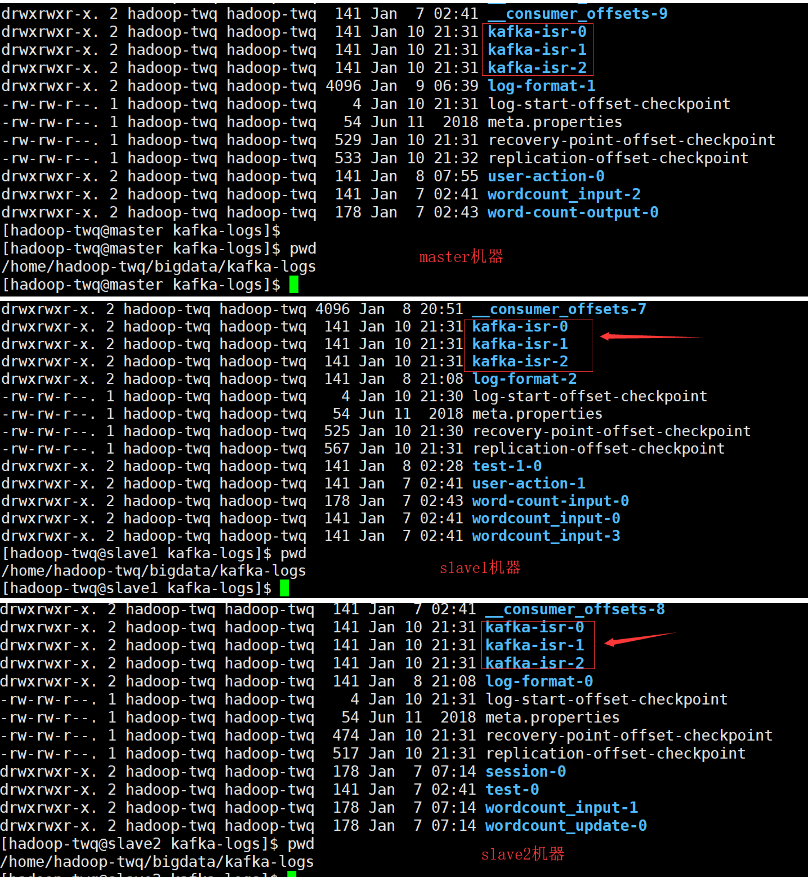 drwxrwxr-x. 2 hadoop-twq hadoop-twq  141 Jan  7 02:41 __consumer_offsets-9
drwxrwxr-x. 2 hadoop-twq hadoop-twq  141 Jan 10 21:31 kafka-isr-0
drwxrwxr-x. 2 hadoop-twq hadoop-twq  141 Jan 10 21:31 kafka-isr-1
drwxrwxr-x. 2 hadoop-twq hadoop-twq  141 Jan 10 21:31 kafka-isr-2
drwxrwxr-x. 2 hadoop-twq hadoop-twq 4096 Jan  9 06:39 log-format-1
-rw-rw-r--. 1 hadoop-twq hadoop-twq    4 Jan 10 21:31 log-start-offset-checkpoint
-rw-rw-r--. 1 hadoop-twq hadoop-twq   54 Jun 11  2018 meta.properties
-rw-rw-r--. 1 hadoop-twq hadoop-twq  529 Jan 10 21:31 recovery-point-offset-checkpoint
-rw-rw-r--. 1 hadoop-twq hadoop-twq  533 Jan 10 21:32 replication-offset-checkpoint
drwxrwxr-x. 2 hadoop-twq hadoop-twq  141 Jan  8 07:55 user-action-0
drwxrwxr-x. 2 hadoop-twq hadoop-twq  141 Jan  7 02:41 wordcount_input-2
drwxrwxr-x. 2 hadoop-twq hadoop-twq  178 Jan  7 02:43 word-count-output-0
[hadoop-twq@master kafka-logs]$
[hadoop-twq@master kafka-logs]$ pwd
master机器
/home/hadoop-twq/bigdata/kafka-logs
[hadoop-twq@master kafka-logs]$
drwxrwxr-x. 2 hadoop-twq hadoop-twq 4096 Jan  8 20:51 __consumer_offsets-7
drwxrwxr-x. 2 hadoop-twq hadoop-twq  141 Jan 10 21:31 kafka-isr-0
drwxrwxr-x. 2 hadoop-twq hadoop-twq  141 Jan 10 21:31 kafka-isr-1
drwxrwxr-x. 2 hadoop-twq hadoop-twq  141 Jan 10 21:31 kafka-isr-2
drwxrwxr-x. 2 hadoop-twq hadoop-twq  141 Jan  8 21:08 log-format-2
-rw-rw-r--. 1 hadoop-twq hadoop-twq    4 Jan 10 21:30 log-start-offset-checkpoint
-rw-rw-r--. 1 hadoop-twq hadoop-twq   54 Jun 11  2018 meta.properties
-rw-rw-r--. 1 hadoop-twq hadoop-twq  525 Jan 10 21:30 recovery-point-offset-checkpoint
-rw-rw-r--. 1 hadoop-twq hadoop-twq  567 Jan 10 21:31 replication-offset-checkpoint
drwxrwxr-x. 2 hadoop-twq hadoop-twq  141 Jan  8 02:28 test-1-0
drwxrwxr-x. 2 hadoop-twq hadoop-twq  141 Jan  7 02:41 user-action-1
drwxrwxr-x. 2 hadoop-twq hadoop-twq  178 Jan  7 02:43 word-count-input-0
drwxrwxr-x. 2 hadoop-twq hadoop-twq  141 Jan  7 02:41 wordcount_input-0
drwxrwxr-x. 2 hadoop-twq hadoop-twq  141 Jan  7 02:41 wordcount_input-3
[hadoop-twq@slave1 kafka-logs]$ pwd
slave1机器
/home/hadoop-twq/bigdata/kafka-logs
[hadoop-twq@slave1 kafka-logs]$
drwxrwxr-x. 2 hadoop-twq hadoop-twq  141 Jan  7 02:41 __consumer_offsets-8
drwxrwxr-x. 2 hadoop-twq hadoop-twq  141 Jan 10 21:31 kafka-isr-0
drwxrwxr-x. 2 hadoop-twq hadoop-twq  141 Jan 10 21:31 kafka-isr-1
drwxrwxr-x. 2 hadoop-twq hadoop-twq  141 Jan 10 21:31 kafka-isr-2
drwxrwxr-x. 2 hadoop-twq hadoop-twq  141 Jan  8 21:08 log-format-0
-rw-rw-r--. 1 hadoop-twq hadoop-twq    4 Jan 10 21:31 log-start-offset-checkpoint
-rw-rw-r--. 1 hadoop-twq hadoop-twq   54 Jun 11  2018 meta.properties
-rw-rw-r--. 1 hadoop-twq hadoop-twq  474 Jan 10 21:31 recovery-point-offset-checkpoint
-rw-rw-r--. 1 hadoop-twq hadoop-twq  517 Jan 10 21:31 replication-offset-checkpoint
drwxrwxr-x. 2 hadoop-twq hadoop-twq  178 Jan  7 07:14 session-0
drwxrwxr-x. 2 hadoop-twq hadoop-twq  141 Jan  7 02:41 test-0
drwxrwxr-x. 2 hadoop-twq hadoop-twq  178 Jan  7 07:14 wordcount_input-1
drwxrwxr-x. 2 hadoop-twq hadoop-twq  178 Jan  7 07:14 wordcount_update-0
[hadoop-twq@slave2 kafka-logs]$ pwd
slave2机器
/home/hadoop-twq/bigdata/kafka-logs
[hadoop-twq@slave2 kafka-logs]$